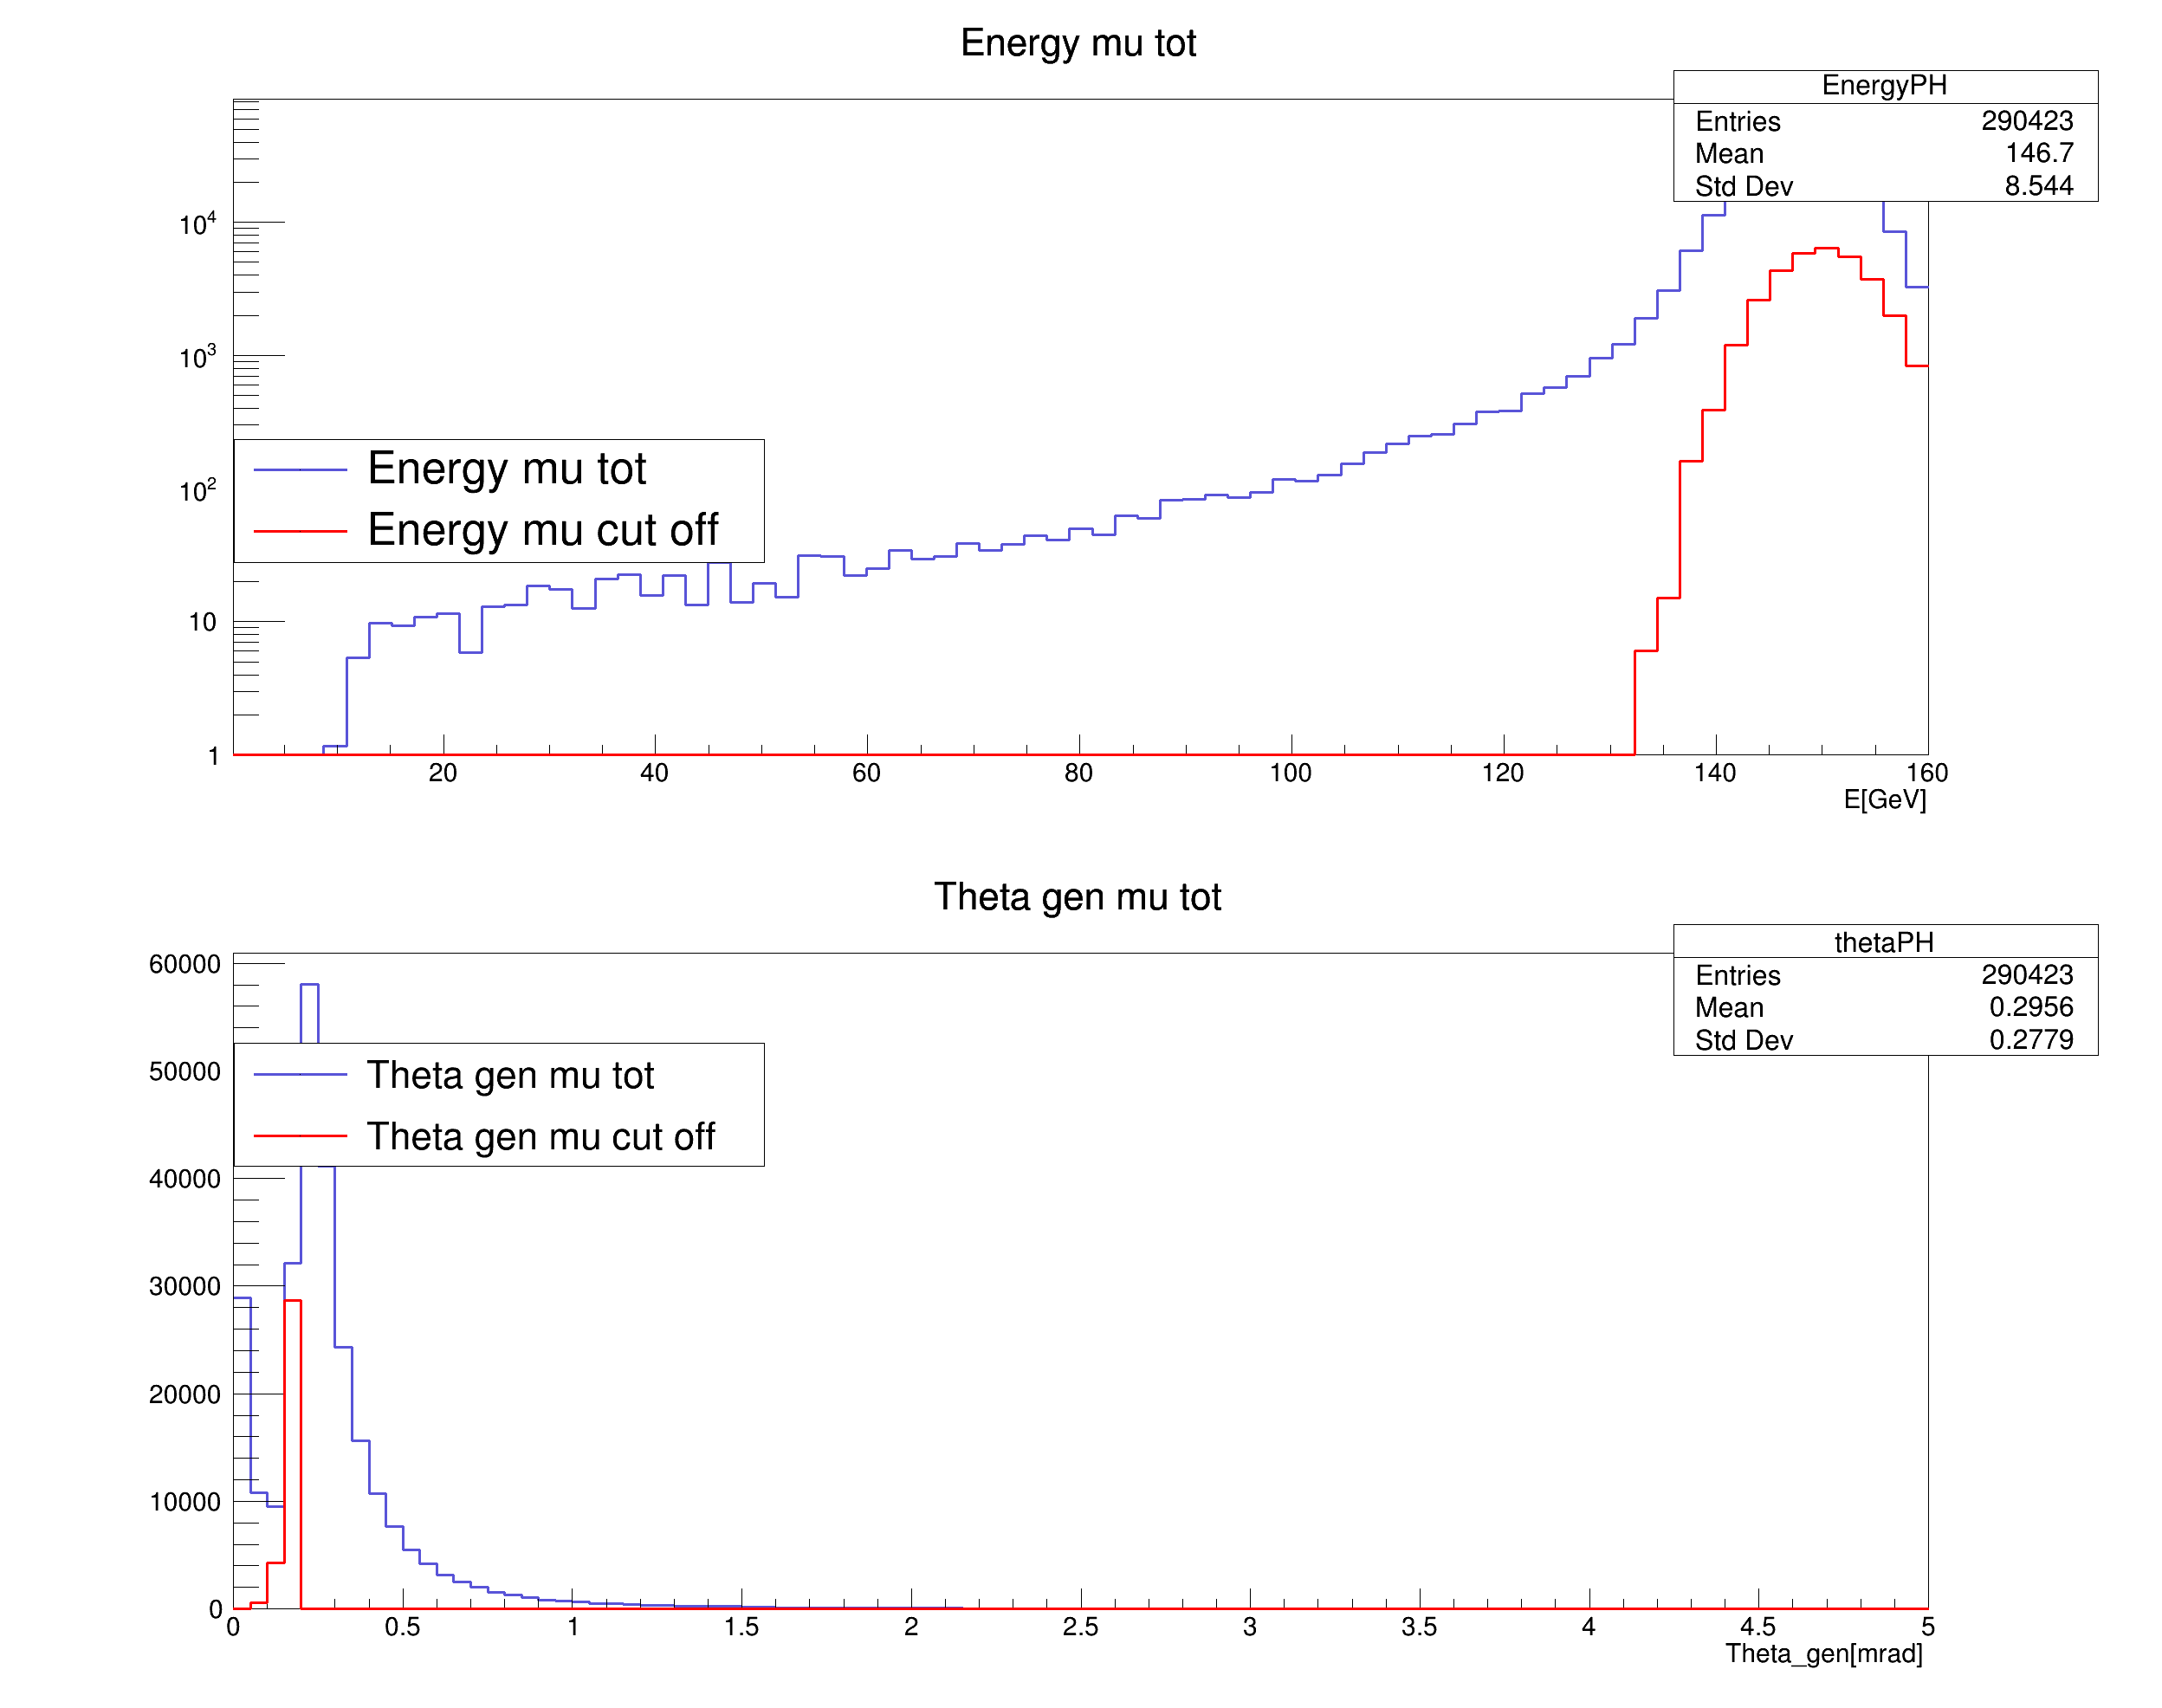 Energy mu tot
EnergyPH
Entries 290423
Mean 146.7
Std Dev 8.544
10^4
10^3
10^2
10
1
Energy mu tot
Energy mu cut off
20 40 60 80 100 120 140 160
E[GeV]
Theta gen mu tot
thetaPH
Entries 290423
Mean 0.2956
Std Dev 0.2779
60000
50000
40000
30000
20000
10000
0
Theta gen mu tot
Theta gen mu cut off
0 0.5 1 1.5 2 2.5 3 3.5 4 4.5 5
Theta_gen[mrad]